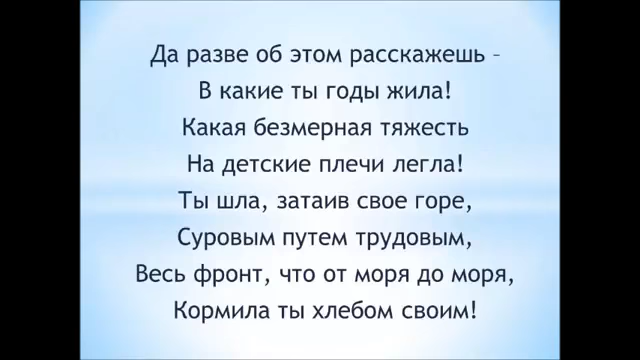 Да разве об этом расскажешь –
В какие ты годы жила!
Какая безмерная тяжесть
На детские плечи легла!
Ты шла, затаив свое горе,
Суровым путем трудовым,
Весь фронт, что от моря до моря,
Кормила ты хлебом своим!